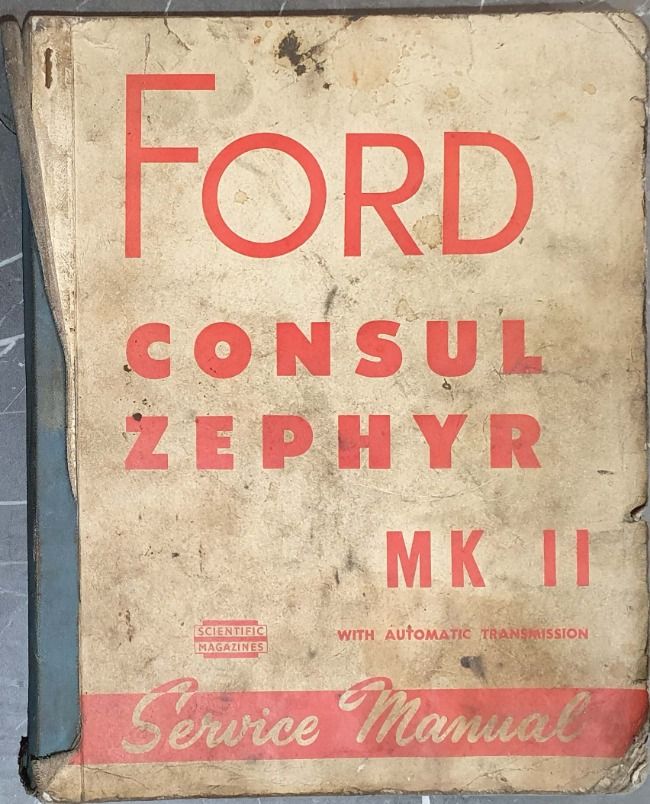 FORD
CONSUL
ZEPHYR
MK II
SCIENTIFIC
MAGAZINES
WITH AUTOMATIC TRANSMISSION
Service Manual